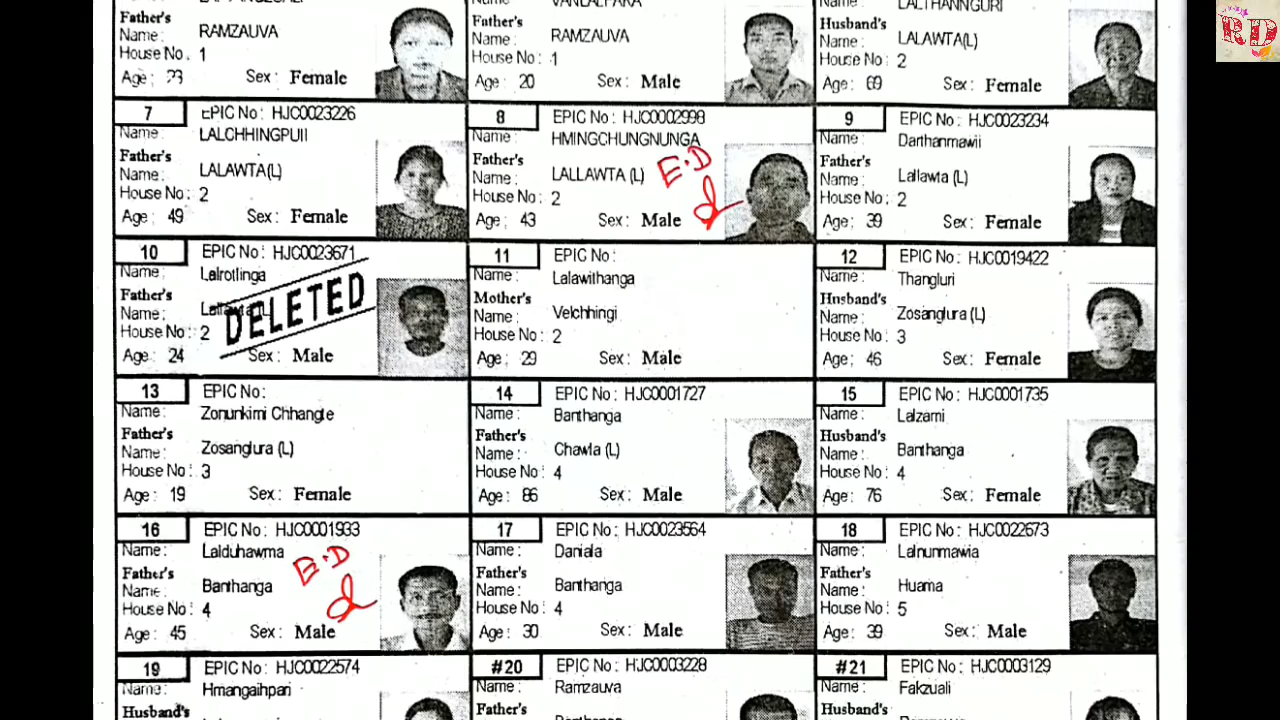 RD
Father's
Name: RAMZAUVA
House No. 1
Age: 23 Sex: Female
Father's
Name: RAMZAUVA
House No: 1
Age: 20 Sex: Male
LALTHANNGURI
Husband's
Name: LALAWTA(L)
House No: 2
Age: 69 Sex: Female
7 EPIC No: HJC0023226
Name: LALCHHINGPUII
Father's
Name: LALAWTA(L)
House No: 2
Age: 49 Sex: Female
8 EPIC No: HJC0002998
Name: HMINGCHUNGNUNGA
Father's
Name: LALLAWTA (L)
House No: 2
Age: 43 Sex: Male
E.D
9 EPIC No: HJC0023234
Name: Darthanmawii
Father's
Name: Lallawta (L)
House No: 2
Age: 39 Sex: Female
10 EPIC No: HJC0023671
Name: Lalrotlinga
Father's
Name:
House No: 2
Age: 24 Sex: Male
DELETED
11 EPIC No:
Name: Lalawithanga
Mother's
Name: Velchhingi
House No: 2
Age: 29 Sex: Male
12 EPIC No: HJC0019422
Name: Thangluri
Husband's
Name: Zosanglura (L)
House No: 3
Age: 46 Sex: Female
13 EPIC No:
Name: Zonunkimi Chhangte
Father's
Name: Zosanglura (L)
House No: 3
Age: 19 Sex: Female
14 EPIC No: HJC0001727
Name: Banthanga
Father's
Name: Chawla (L)
House No: 4
Age: 86 Sex: Male
15 EPIC No: HJC0001735
Name: Lalzami
Husband's
Name: Banthanga
House No: 4
Age: 76 Sex: Female
16 EPIC No: HJC0001933
Name: Lalduhawma
Father's
Name: Banthanga
House No: 4
Age: 45 Sex: Male
E.D
17 EPIC No: HJC0023564
Name: Daniala
Father's
Name: Banthanga
House No: 4
Age: 30 Sex: Male
18 EPIC No: HJC0022673
Name: Lalnunmawia
Father's
Name: Huama
House No: 5
Age: 39 Sex: Male
19 EPIC No: HJC0022574
Name: Hmangaihpari
Husband's
#20 EPIC No: HJC0003228
Name: Ramzauva
Father's
#21 EPIC No: HJC0003129
Name: Fakzuali
Husband's